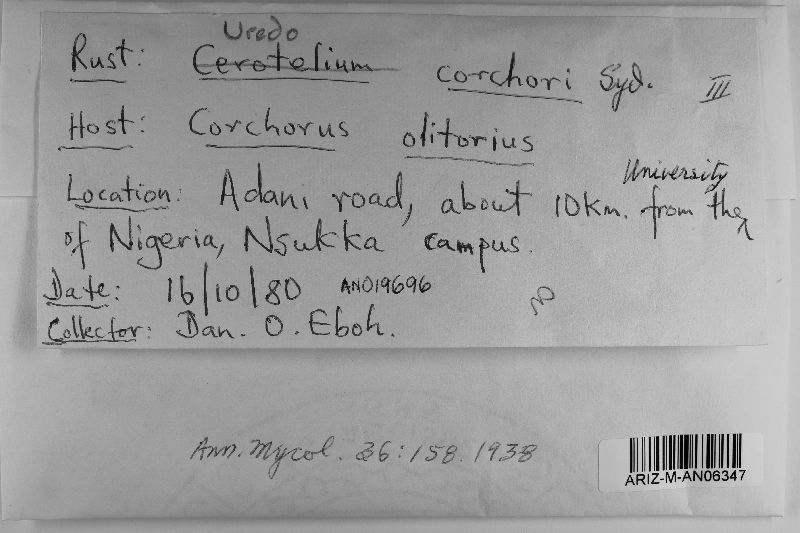 Uredo
Rust: Cerotelium corchori Syd. III
Host: Corchorus olitorius
University
Location: Adani road, about 10km. from the
of Nigeria, Nsukka campus.
Date: 16/10/80 AN019696
Collector: Dan. O. Eboh.
Ann. Mycol. 36:158.1938
ARIZ-M-AN06347